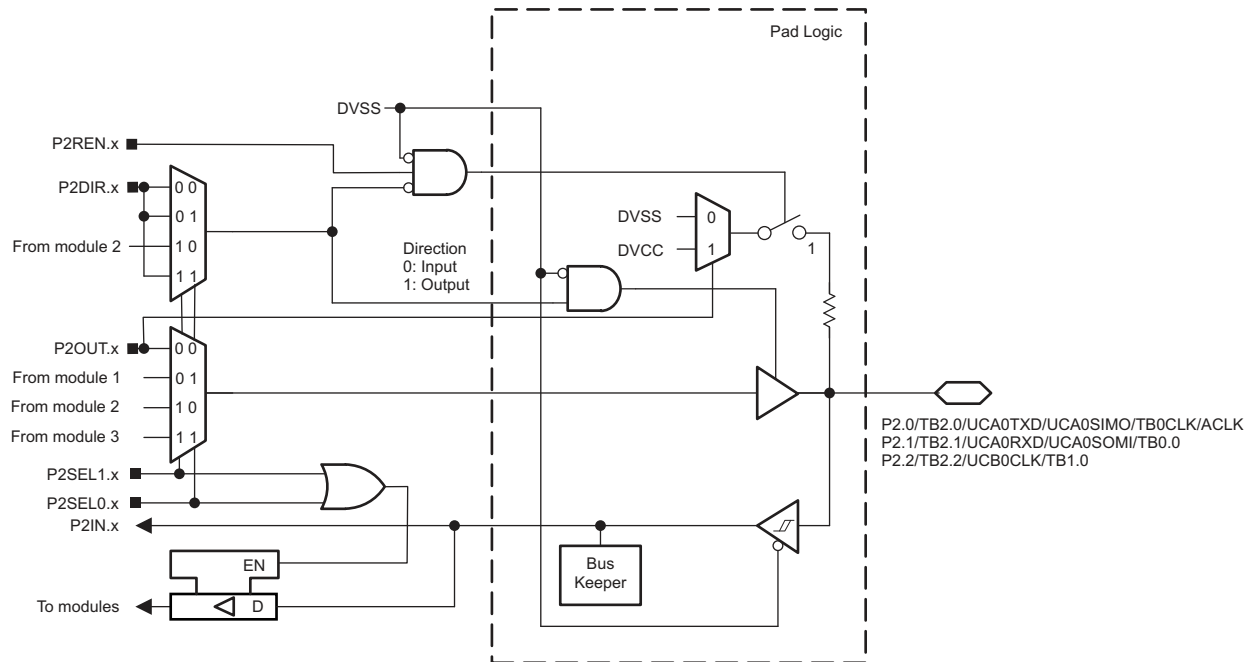 Pad Logic
DVSS
P2REN.x
P2DIR.x
0 0
0 1
From module 2
1 0
1 1
Direction
0: Input
1: Output
DVSS
0
DVCC
1
1
P2OUT.x
0 0
From module 1
0 1
From module 2
1 0
From module 3
1 1
P2.0/TB2.0/UCA0TXD/UCA0SIMO/TB0CLK/ACLK
P2.1/TB2.1/UCA0RXD/UCA0SOMI/TB0.0
P2.2/TB2.2/UCB0CLK/TB1.0
P2SEL1.x
P2SEL0.x
P2IN.x
Bus
Keeper
EN
To modules
D